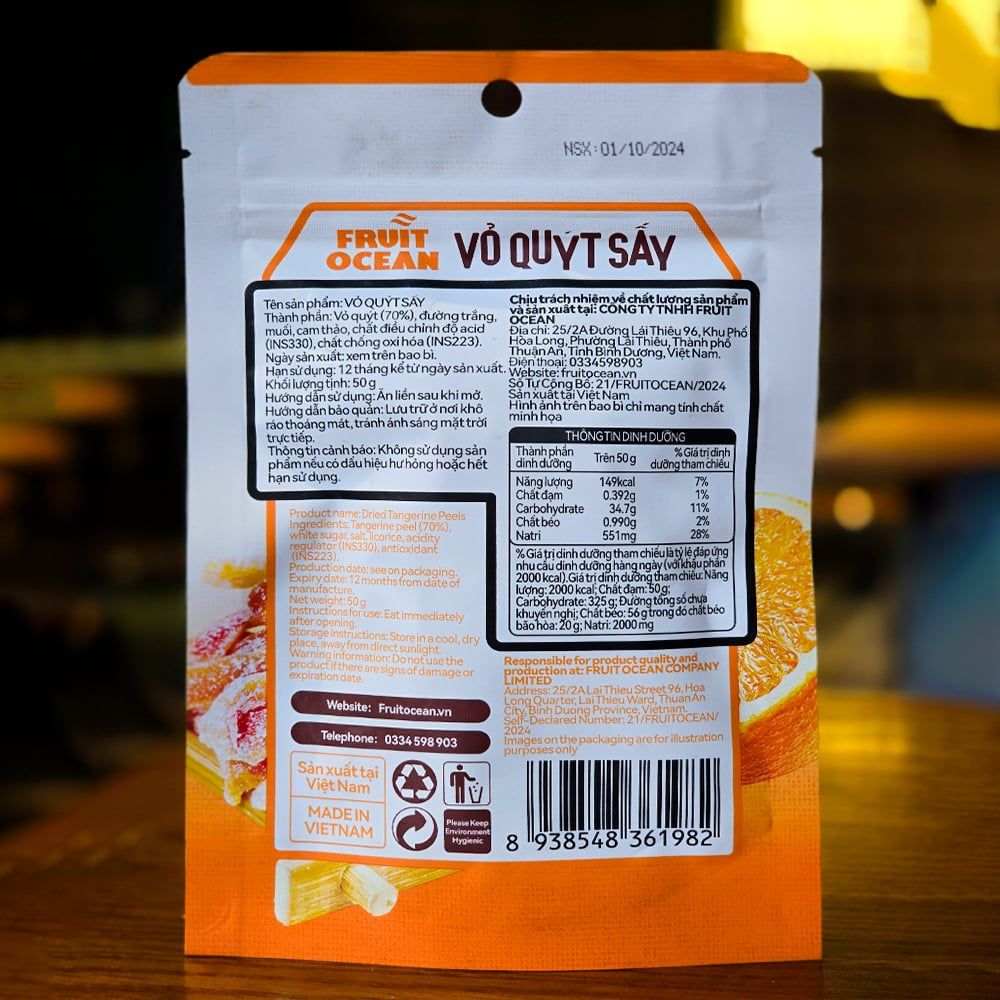 NSX:01/10/2024
FRUIT
OCEAN
VỎ QUÝT SẤY
Tên sản phẩm: VỎ QUÝT SẤY
Thành phần: Vỏ quýt (70%), đường trắng,
muối, cam thảo, chất điều chỉnh độ acid
(INS330), chất chống oxi hóa (INS223).
Ngày sản xuất: xem trên bao bì.
Hạn sử dụng: 12 tháng kể từ ngày sản xuất.
Khối lượng tịnh: 50 g
Hướng dẫn sử dụng: Ăn liền sau khi mở.
Hướng dẫn bảo quản: Lưu trữ ở nơi khô
ráo thoáng mát, tránh ánh sáng mặt trời
trực tiếp.
Thông tin cảnh báo: Không sử dụng sản
phẩm nếu có dấu hiệu hư hỏng hoặc hết
hạn sử dụng.
Chịu trách nhiệm về chất lượng sản phẩm
và sản xuất tại: CÔNG TY TNHH FRUIT
OCEAN
Địa chỉ: 25/2A Đường Lái Thiêu 96, Khu Phố
Hòa Long, Phường Lái Thiêu, Thành phố
Thuận An, Tỉnh Bình Dương, Việt Nam.
Điện thoại: 0334598903
Website: fruitocean.vn
Số Tự Công Bố: 21/FRUITOCEAN/2024
Sản xuất tại Việt Nam
Hình ảnh trên bao bì chỉ mang tính chất
minh họa
THÔNG TIN DINH DƯỠNG
Thành phần dinh dưỡng Trên 50 g % Giá trị dinh dưỡng tham chiếu
Năng lượng 149kcal 7%
Chất đạm 0.392g 1%
Carbohydrate 34.7g 11%
Chất béo 0.990g 2%
Natri 551mg 28%
% Giá trị dinh dưỡng tham chiếu là tỷ lệ đáp ứng
nhu cầu dinh dưỡng hàng ngày (với khẩu phần
2000 kcal). Giá trị dinh dưỡng tham chiếu: Năng
lượng: 2000 kcal; Chất đạm: 50 g;
Carbohydrate: 325 g; Đường tổng số chưa
khuyến nghị; Chất béo: 56 g trong đó chất béo
bão hòa: 20 g; Natri: 2000 mg
Product name: Dried Tangerine Peels
Ingredients: Tangerine peel (70%),
white sugar, salt, licorice, acidity
regulator (INS330), antioxidant
(INS223).
Production date: see on packaging.
Expiry date: 12 months from date of
manufacture.
Net weight: 50 g
Instructions for use: Eat immediately
after opening.
Storage instructions: Store in a cool, dry
place, away from direct sunlight.
Warning information: Do not use the
product if there are signs of damage or
expiration date.
Responsible for product quality and
production at: FRUIT OCEAN COMPANY
LIMITED
Address: 25/2A Lai Thieu Street 96, Hoa
Long Quarter, Lai Thieu Ward, Thuan An
City, Binh Duong Province, Vietnam.
Self-Declared Number: 21/FRUITOCEAN/
2024
Images on the packaging are for illustration
purposes only
Website: Fruitocean.vn
Telephone: 0334 598 903
Sản xuất tại
Việt Nam
MADE IN
VIETNAM
Please Keep
Environment
Hygienic
8 938548 361982